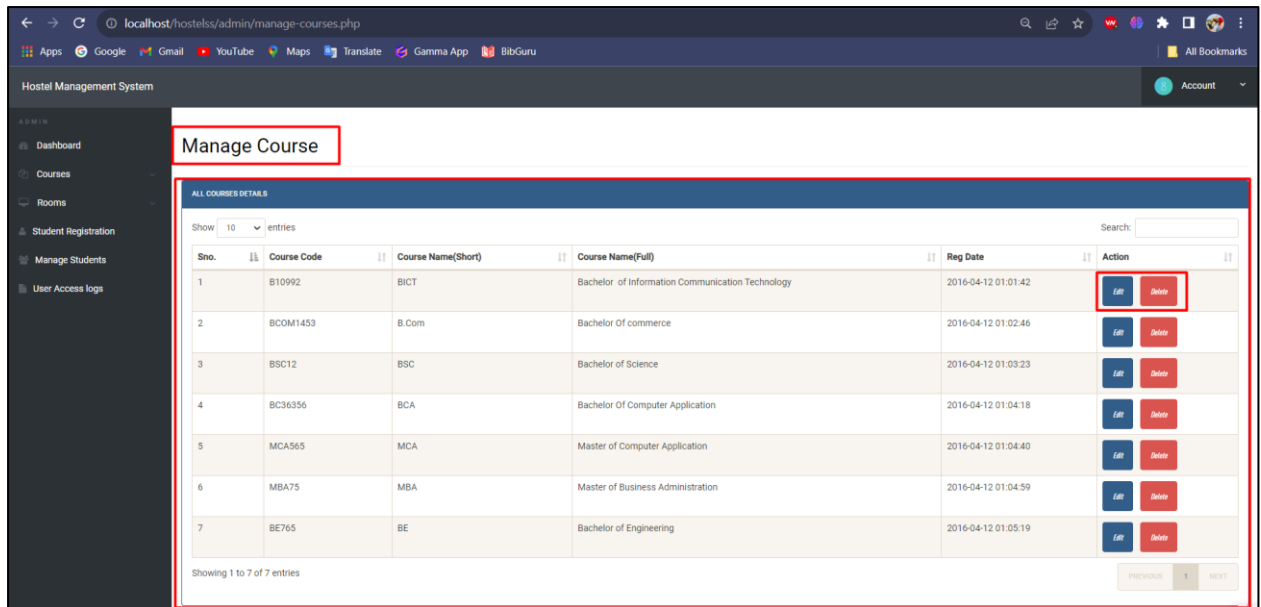 localhost/hostelss/admin/manage-courses.php
Apps Google Gmail YouTube Maps Translate Gamma App BibGuru All Bookmarks
Hostel Management System
Account
ADMIN
Dashboard
Courses
Rooms
Student Registration
Manage Students
User Access logs
Manage Course
ALL COURSES DETAILS
Show 10 entries Search:
Sno. Course Code Course Name(Short) Course Name(Full) Reg Date Action
1 B10992 BICT Bachelor of Information Communication Technology 2016-04-12 01:01:42 Edit Delete
2 BCOM1453 B.Com Bachelor Of commerce 2016-04-12 01:02:46 Edit Delete
3 BSC12 BSC Bachelor of Science 2016-04-12 01:03:23 Edit Delete
4 BC36356 BCA Bachelor Of Computer Application 2016-04-12 01:04:18 Edit Delete
5 MCA565 MCA Master of Computer Application 2016-04-12 01:04:40 Edit Delete
6 MBA75 MBA Master of Business Administration 2016-04-12 01:04:59 Edit Delete
7 BE765 BE Bachelor of Engineering 2016-04-12 01:05:19 Edit Delete
Showing 1 to 7 of 7 entries
PREVIOUS 1 NEXT